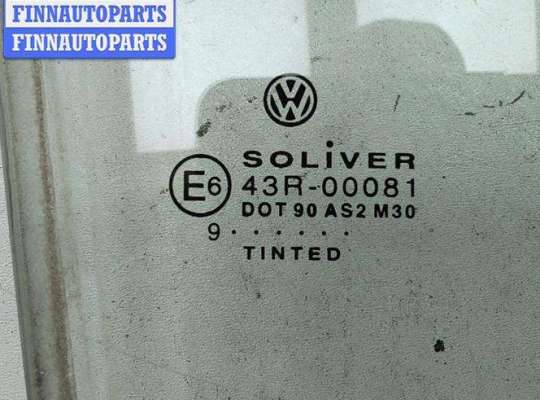 FINNAUTOPARTS
FINNAUTOPARTS
SOLIVER
E6 43R-00081
DOT 90 AS2 M30
9 . . . . . .
TINTED